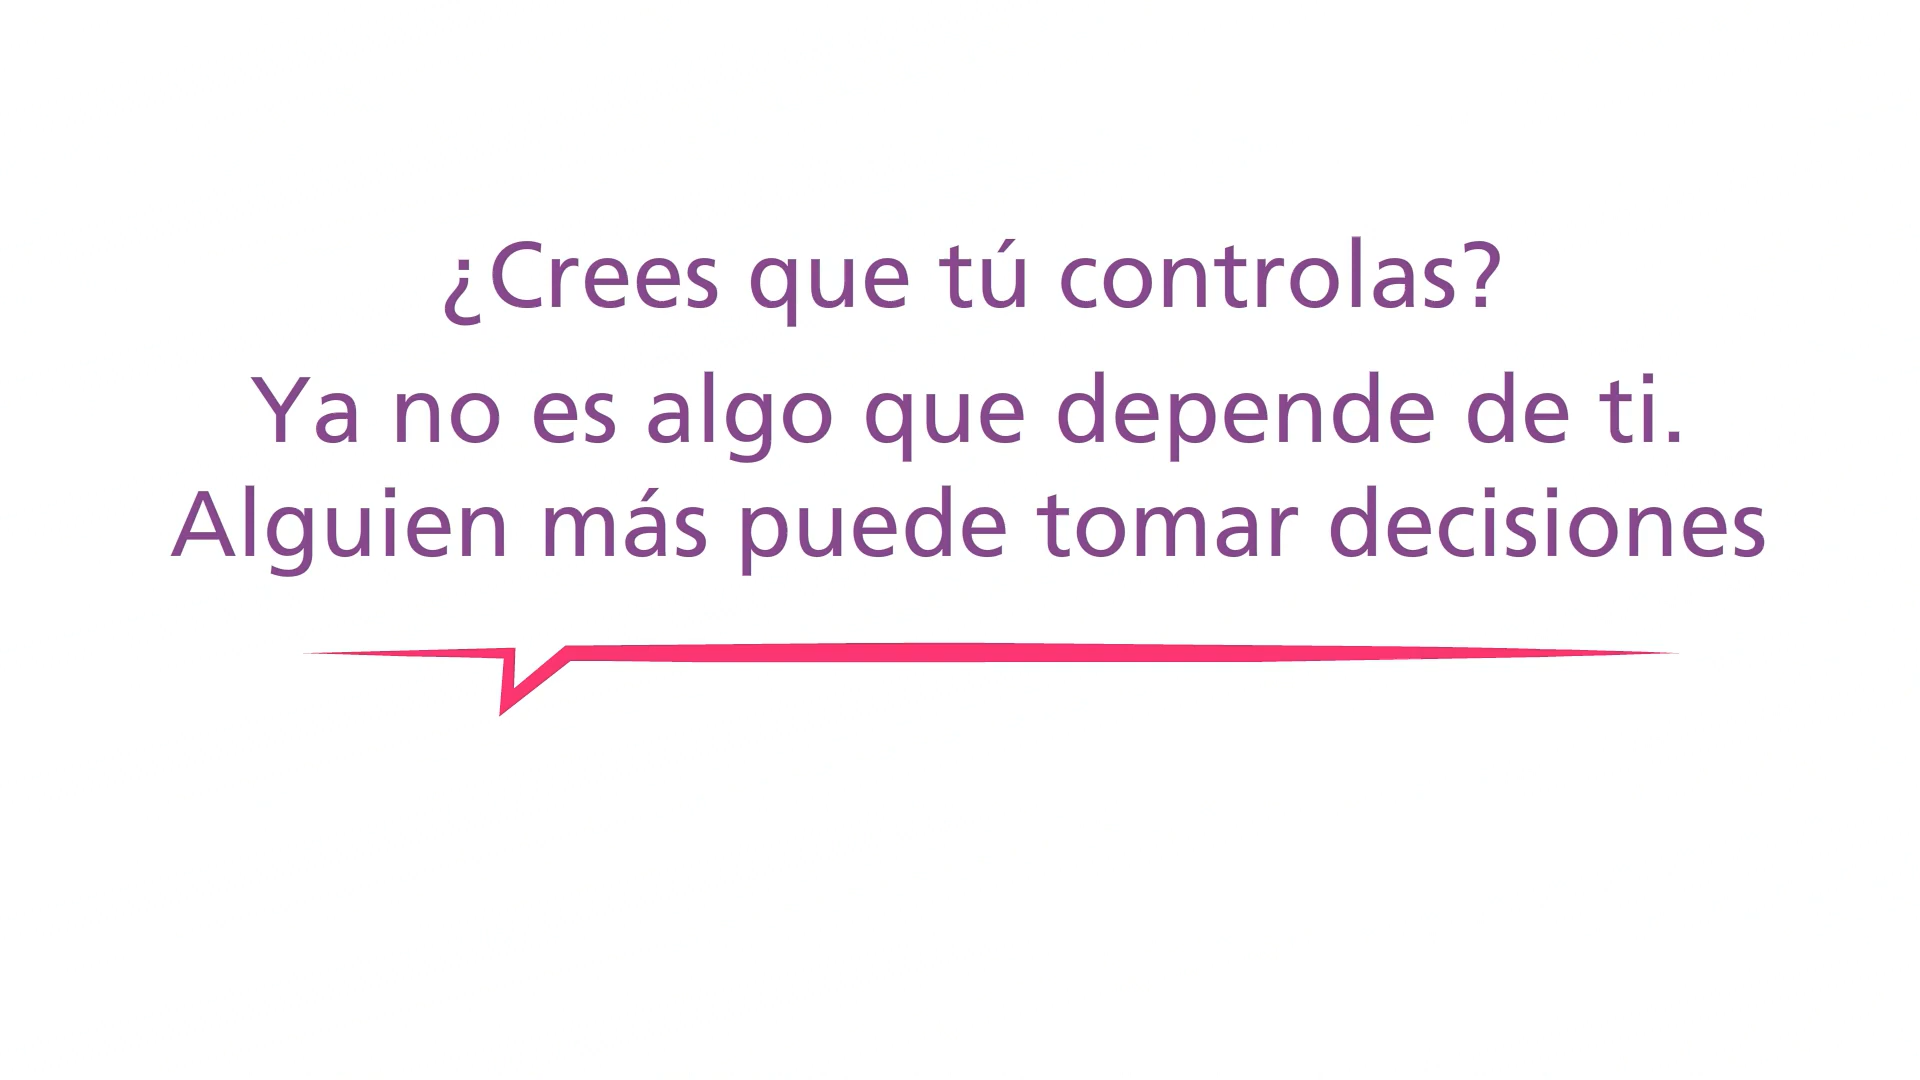 ¿Crees que tú controlas?
Ya no es algo que depende de ti.
Alguien más puede tomar decisiones